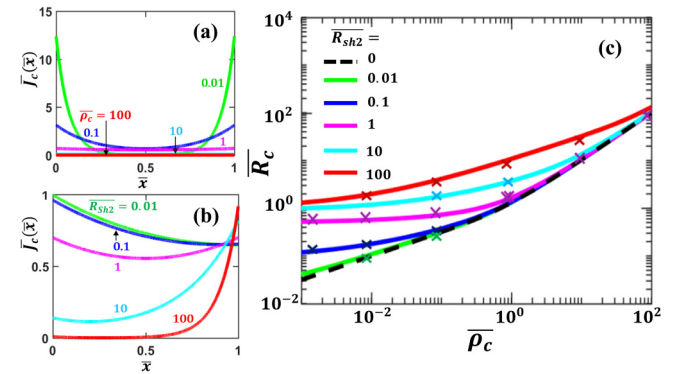 (a)
J̅c(x̅)
15
10
5
0
0.01
ρ̅c = 100
0.1
10
1
0 0.5 1
x̅
(b)
J̅c(x̅)
1
0.5
0
R̅Sh2 = 0.01
0.1
1
10
100
0 0.5 1
x̅
(c)
R̅sh2 =
0
0.01
0.1
1
10
100
R̅c
10⁴
10²
10⁰
10⁻²
10⁻² 10⁰ 10²
ρ̅c